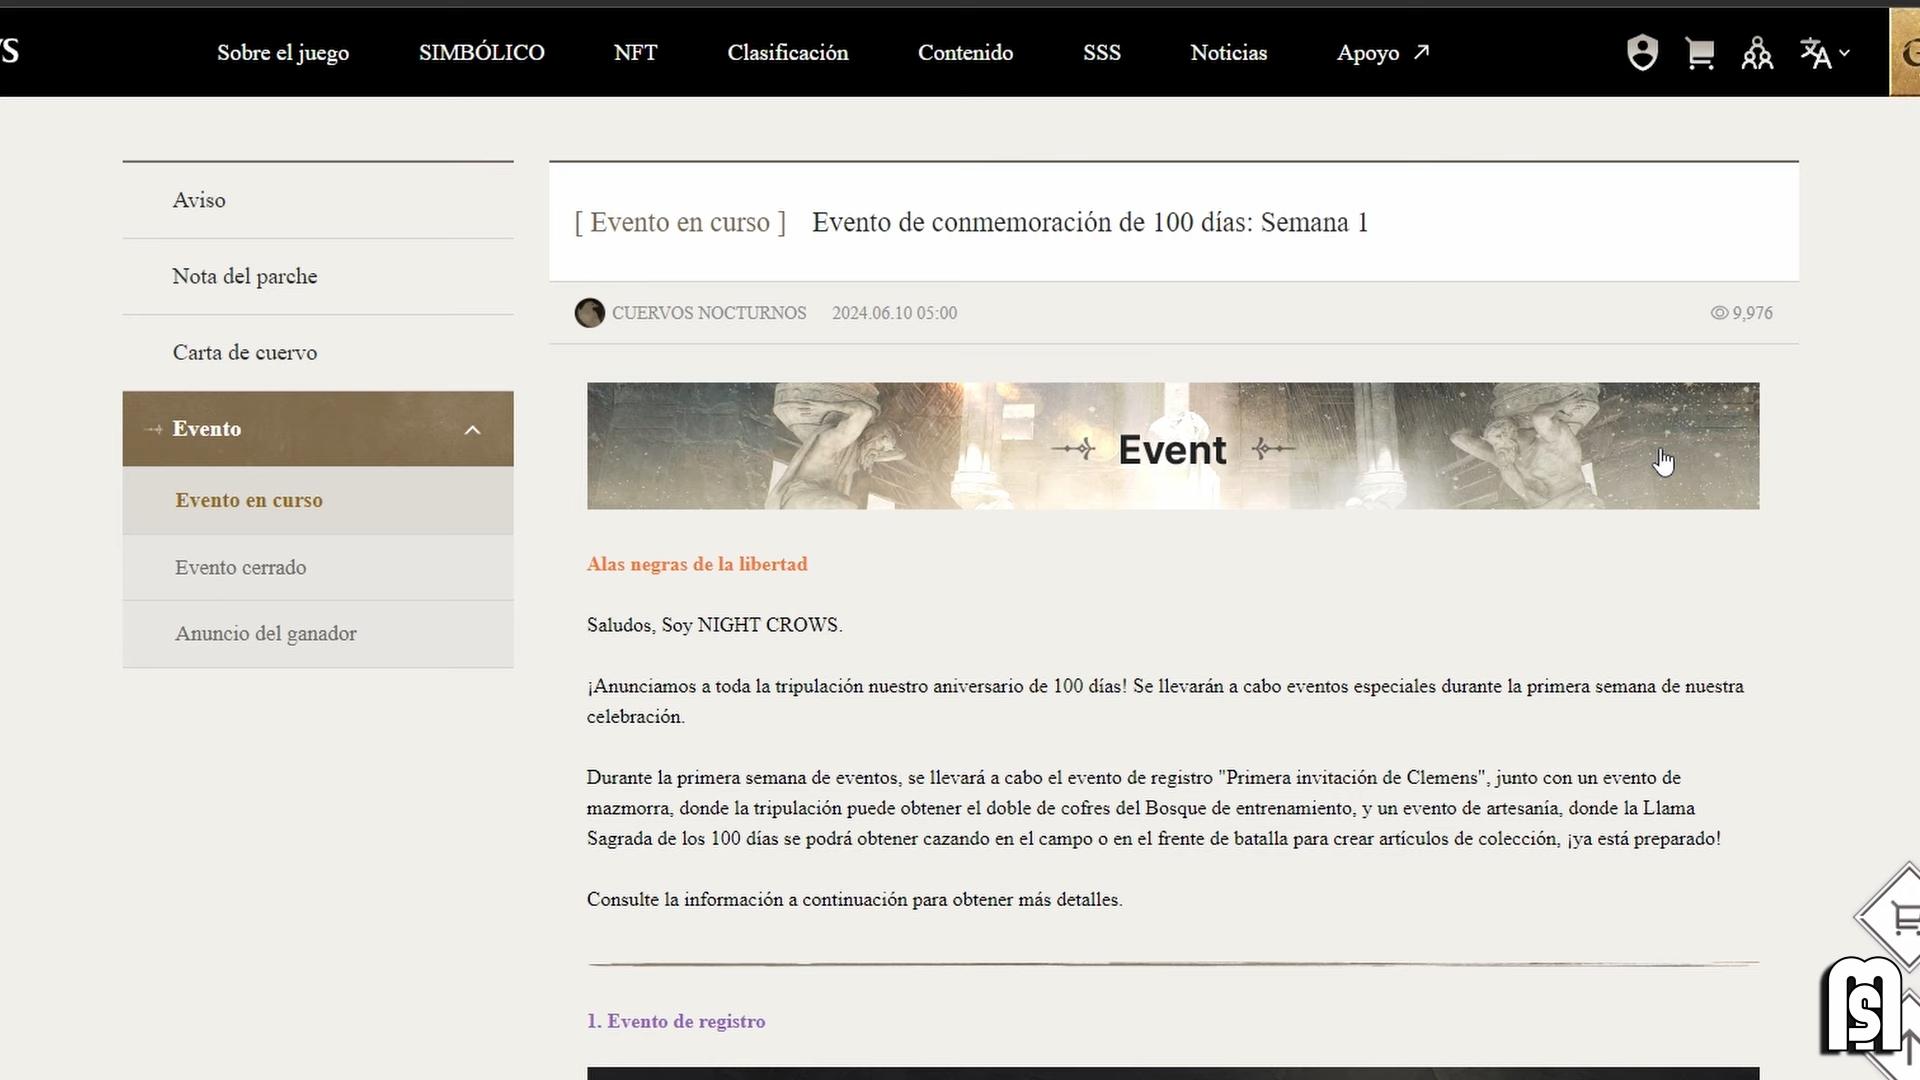 Sobre el juego
SIMBÓLICO
NFT
Clasificación
Contenido
SSS
Noticias
Apoyo
Aviso
Nota del parche
Carta de cuervo
Evento
Evento en curso
Evento cerrado
Anuncio del ganador
[ Evento en curso ] Evento de conmemoración de 100 días: Semana 1
CUERVOS NOCTURNOS 2024.06.10 05:00 9,976
Event
Alas negras de la libertad
Saludos, Soy NIGHT CROWS.
¡Anunciamos a toda la tripulación nuestro aniversario de 100 días! Se llevarán a cabo eventos especiales durante la primera semana de nuestra
celebración.
Durante la primera semana de eventos, se llevará a cabo el evento de registro "Primera invitación de Clemens", junto con un evento de
mazmorra, donde la tripulación puede obtener el doble de cofres del Bosque de entrenamiento, y un evento de artesanía, donde la Llama
Sagrada de los 100 días se podrá obtener cazando en el campo o en el frente de batalla para crear artículos de colección, ¡ya está preparado!
Consulte la información a continuación para obtener más detalles.
1. Evento de registro